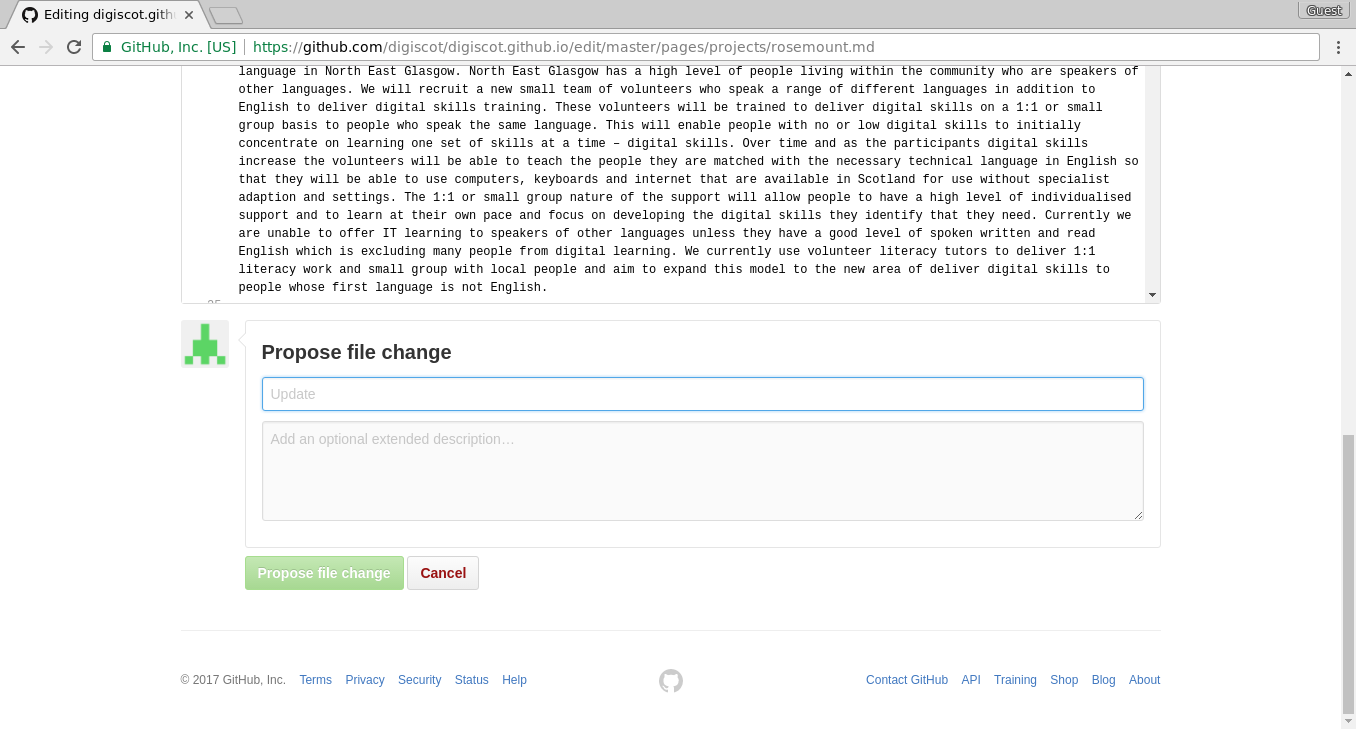 Editing digiscot.gith
Guest
GitHub, Inc. [US]
https://github.com/digiscot/digiscot.github.io/edit/master/pages/projects/rosemount.md
language in North East Glasgow. North East Glasgow has a high level of people living within the community who are speakers of
other languages. We will recruit a new small team of volunteers who speak a range of different languages in addition to
English to deliver digital skills training. These volunteers will be trained to deliver digital skills on a 1:1 or small
group basis to people who speak the same language. This will enable people with no or low digital skills to initially
concentrate on learning one set of skills at a time – digital skills. Over time and as the participants digital skills
increase the volunteers will be able to teach the people they are matched with the necessary technical language in English so
that they will be able to use computers, keyboards and internet that are available in Scotland for use without specialist
adaption and settings. The 1:1 or small group nature of the support will allow people to have a high level of individualised
support and to learn at their own pace and focus on developing the digital skills they identify that they need. Currently we
are unable to offer IT learning to speakers of other languages unless they have a good level of spoken written and read
English which is excluding many people from digital learning. We currently use volunteer literacy tutors to deliver 1:1
literacy work and small group with local people and aim to expand this model to the new area of deliver digital skills to
people whose first language is not English.
Propose file change
Update
Add an optional extended description…
Propose file change
Cancel
© 2017 GitHub, Inc. Terms Privacy Security Status Help
Contact GitHub API Training Shop Blog About